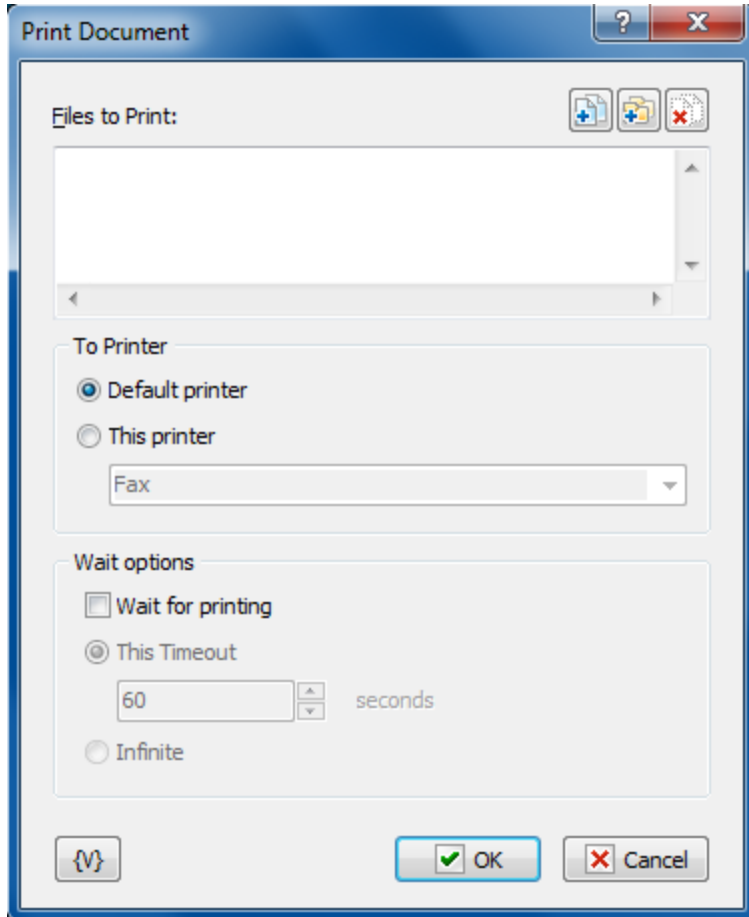 Print Document
?
Files to Print:
To Printer
Default printer
This printer
Fax
Wait options
Wait for printing
This Timeout
60 seconds
Infinite
{V} OK Cancel